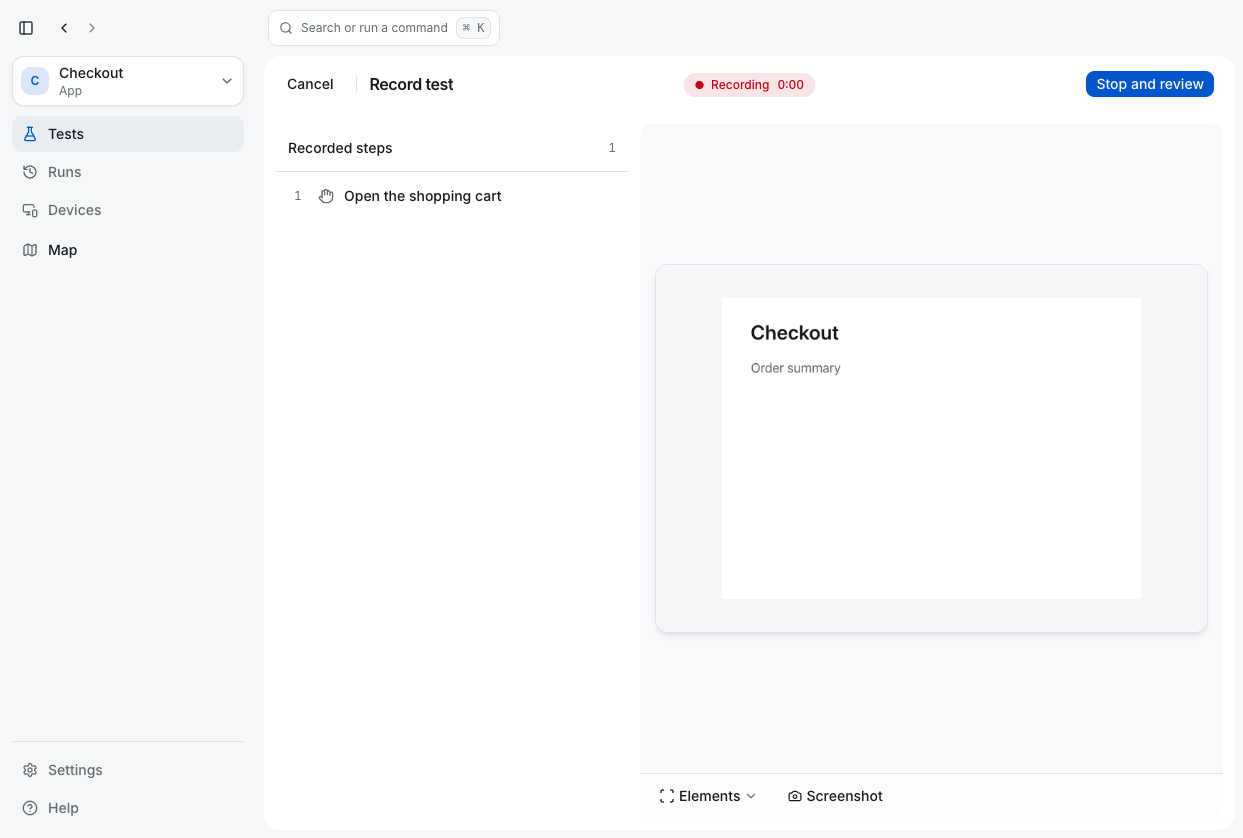 Search or run a command ⌘ K
C Checkout
App
Cancel Record test Recording 0:00 Stop and review
Tests
Runs
Devices
Map
Recorded steps 1
1 Open the shopping cart
Checkout
Order summary
Elements Screenshot
Settings
Help